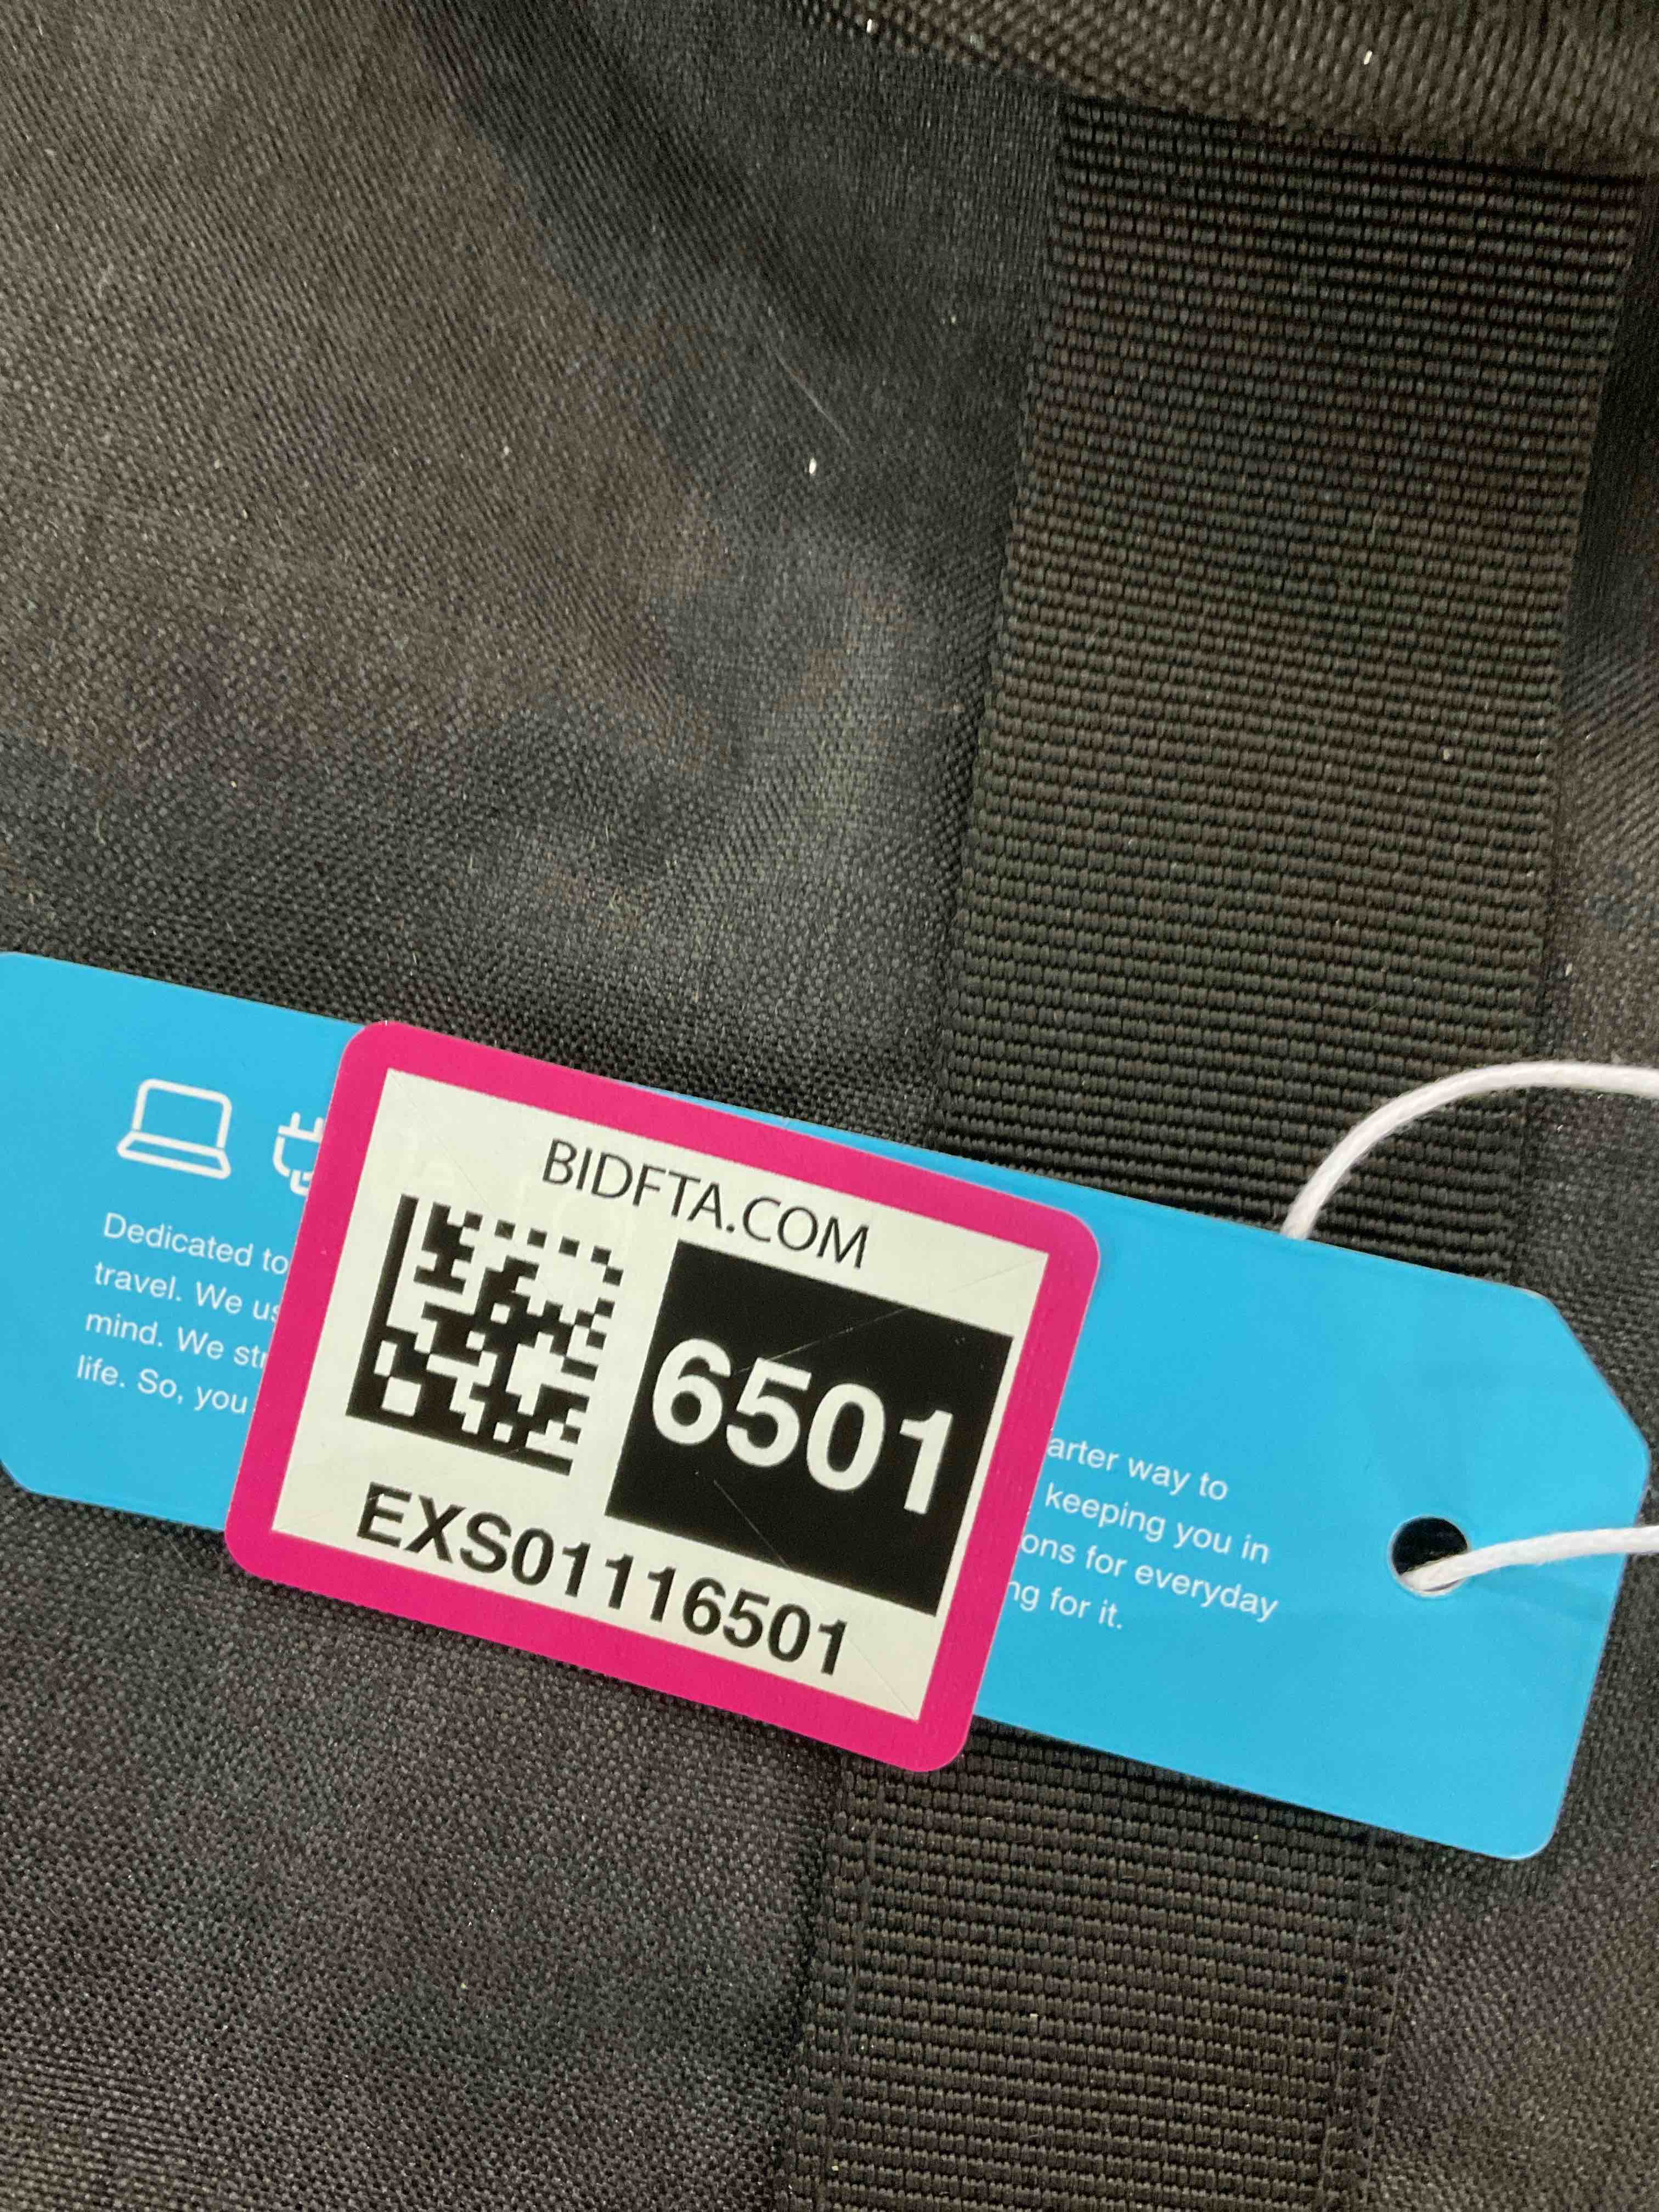 BIDFTA.COM
6501
EXS01116501
Dedicated to
travel. We us
mind. We str
life. So, you
arter way to
keeping you in
ons for everyday
ng for it.